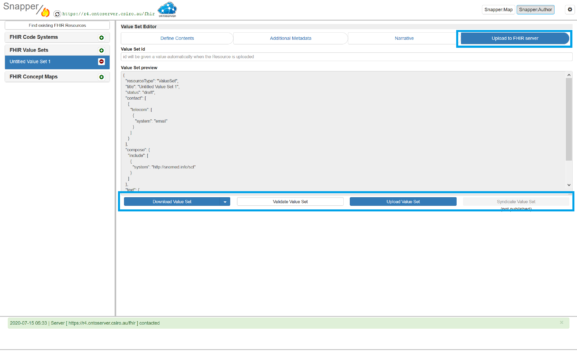 Snapper
https://r4.ontoserver.csiro.au/fhir
Snapper:Map
Snapper:Author
Find existing FHIR Resources
FHIR Code Systems
FHIR Value Sets
Untitled Value Set 1
FHIR Concept Maps
Value Set Editor
Define Contents
Additional Metadata
Narrative
Upload to FHIR server
Value Set Id
Id will be given a value automatically when the Resource is uploaded.
Value Set preview
{
"resourceType": "ValueSet",
"title": "Untitled Value Set 1",
"status": "draft",
"contact": [
{
"telecom": [
{
"system": "email"
}
]
}
],
"compose": {
"include": [
{
"system": "http://snomed.info/sct"
}
]
},
"text": {
Download Value Set
Validate Value Set
Upload Value Set
Syndicate Value Set
(not published)
2020-07-15 05:33 | Server [ https://r4.ontoserver.csiro.au/fhir ] contacted